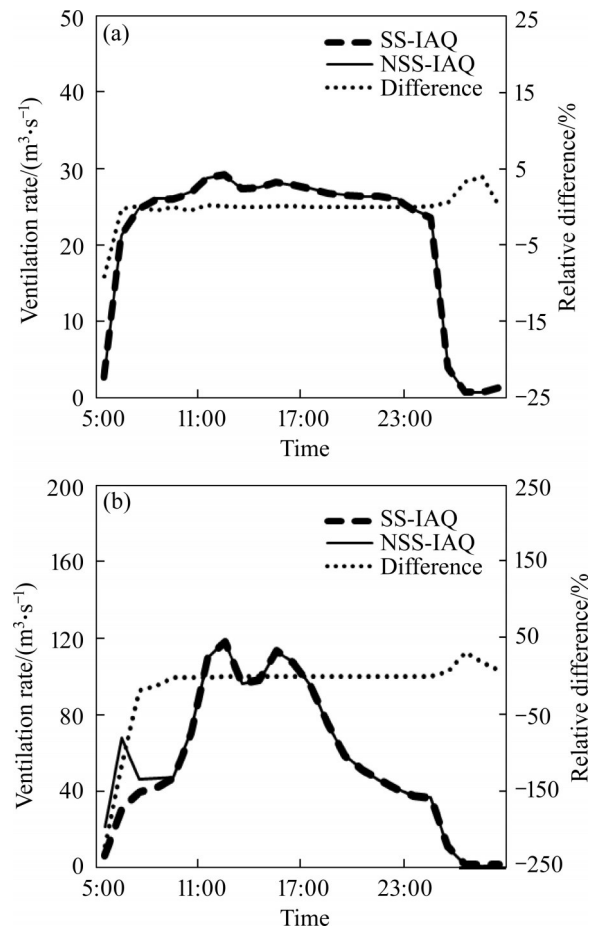 (a)
SS-IAQ
NSS-IAQ
Difference
50
40
30
20
10
0
25
15
5
−5
−15
−25
Ventilation rate/(m³·s⁻¹)
Relative difference/%
5:00 11:00 17:00 23:00
Time
(b)
SS-IAQ
NSS-IAQ
Difference
200
160
120
80
40
0
250
150
50
−50
−150
−250
Ventilation rate/(m³·s⁻¹)
Relative difference/%
5:00 11:00 17:00 23:00
Time